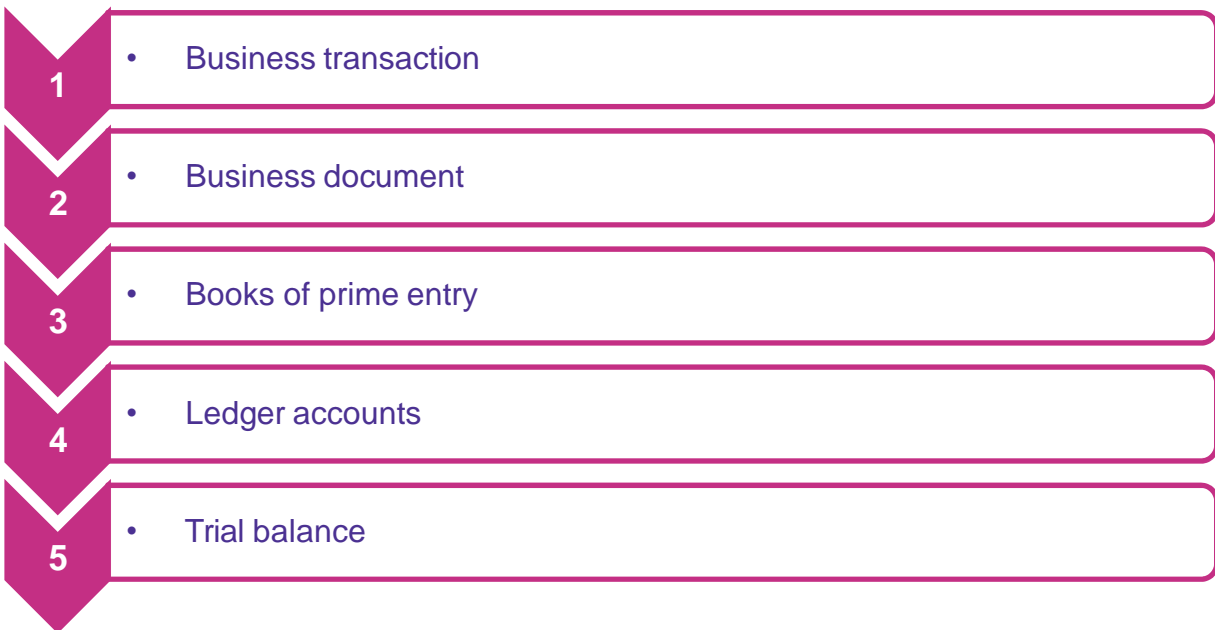 1 • Business transaction
2 • Business document
3 • Books of prime entry
4 • Ledger accounts
5 • Trial balance